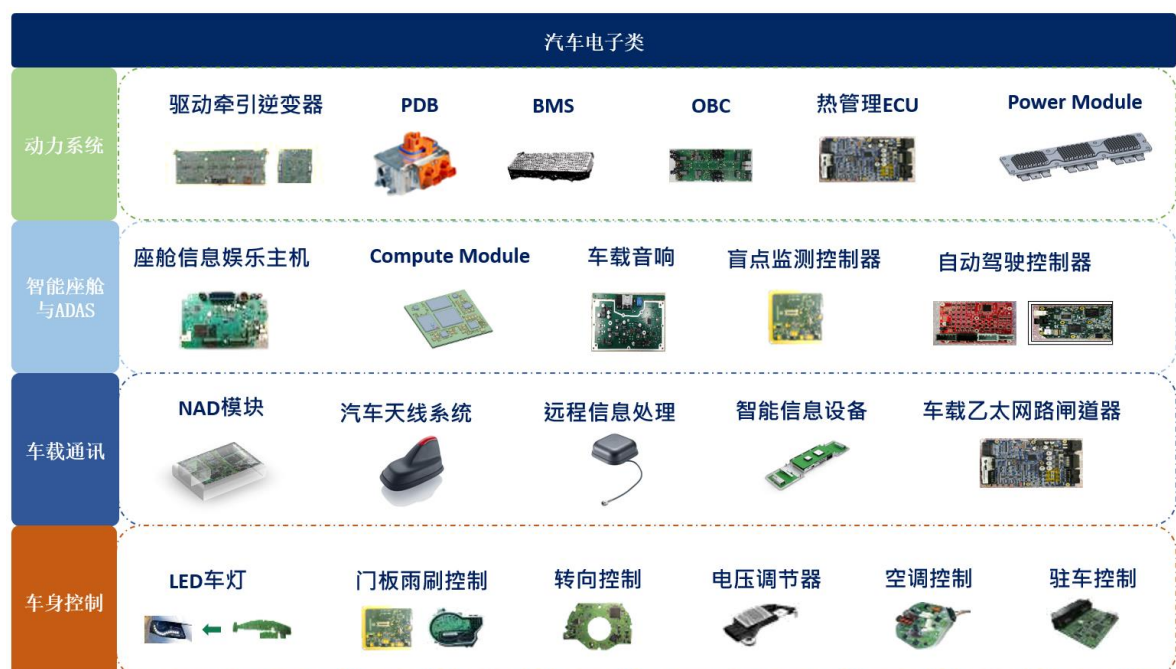 汽车电子类
动力系统
驱动牵引逆变器
PDB
BMS
OBC
热管理ECU
Power Module
智能座舱
与ADAS
座舱信息娱乐主机
Compute Module
车载音响
盲点监测控制器
自动驾驶控制器
车载通讯
NAD模块
汽车天线系统
远程信息处理
智能信息设备
车载乙太网路闸道器
车身控制
LED车灯
门板雨刷控制
转向控制
电压调节器
空调控制
驻车控制